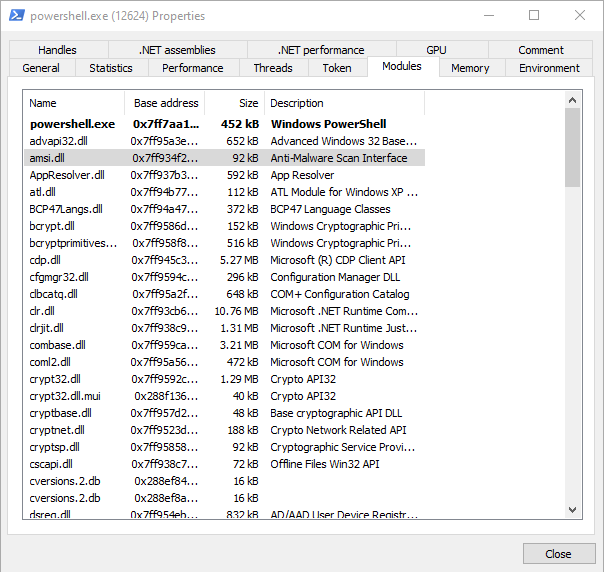 powershell.exe (12624) Properties
Handles .NET assemblies .NET performance GPU Comment
General Statistics Performance Threads Token Modules Memory Environment
Name Base address Size Description
powershell.exe 0x7ff7aa1... 452 kB Windows PowerShell
advapi32.dll 0x7ff95a3e... 652 kB Advanced Windows 32 Base...
amsi.dll 0x7ff934f2... 92 kB Anti-Malware Scan Interface
AppResolver.dll 0x7ff937b3... 592 kB App Resolver
atl.dll 0x7ff94b77... 112 kB ATL Module for Windows XP ...
BCP47Langs.dll 0x7ff94a47... 372 kB BCP47 Language Classes
bcrypt.dll 0x7ff9586d... 152 kB Windows Cryptographic Pri...
bcryptprimitives... 0x7ff958f8... 516 kB Windows Cryptographic Pri...
cdp.dll 0x7ff945c3... 5.27 MB Microsoft (R) CDP Client API
cfgmgr32.dll 0x7ff9594c... 296 kB Configuration Manager DLL
clbcatq.dll 0x7ff95a2f... 648 kB COM+ Configuration Catalog
clr.dll 0x7ff93cb6... 10.76 MB Microsoft .NET Runtime Com...
clrjit.dll 0x7ff938c9... 1.31 MB Microsoft .NET Runtime Just...
combase.dll 0x7ff959ca... 3.21 MB Microsoft COM for Windows
coml2.dll 0x7ff95a56... 472 kB Microsoft COM for Windows
crypt32.dll 0x7ff9592c... 1.29 MB Crypto API32
crypt32.dll.mui 0x288f136... 40 kB Crypto API32
cryptbase.dll 0x7ff957d2... 48 kB Base cryptographic API DLL
cryptnet.dll 0x7ff9523d... 188 kB Crypto Network Related API
cryptsp.dll 0x7ff95858... 92 kB Cryptographic Service Provi...
cscapi.dll 0x7ff938c7... 72 kB Offline Files Win32 API
cversions.2.db 0x288ef84... 16 kB
cversions.2.db 0x288ef8a... 16 kB
dsreg.dll 0x7ff954eb... 832 kB AD/AAD User Device Registr...
Close